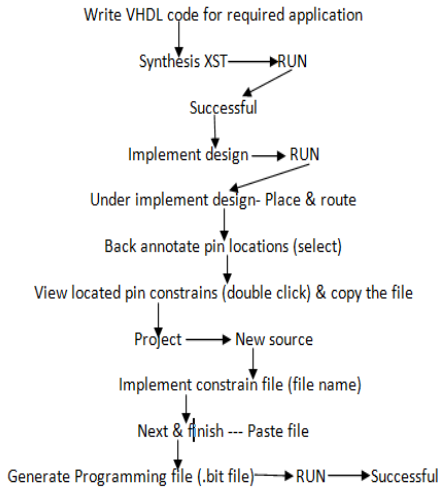 Write VHDL code for required application
Synthesis XST RUN
Successful
Implement design RUN
Under implement design- Place & route
Back annotate pin locations (select)
View located pin constrains (double click) & copy the file
Project New source
Implement constrain file (file name)
Next & finish --- Paste file
Generate Programming file (.bit file) RUN Successful